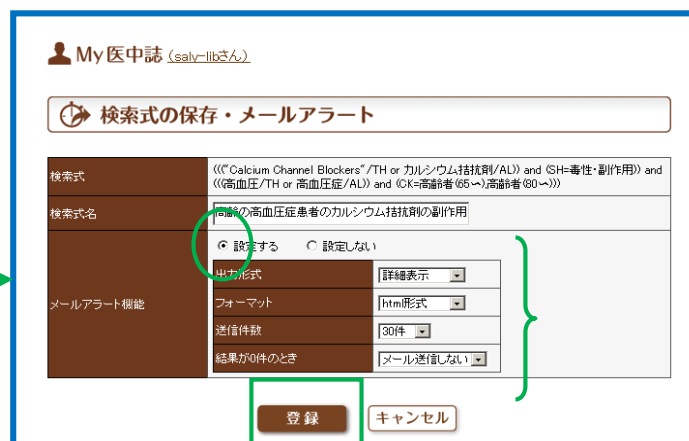 My医中誌 (salv-libさん)
検索式の保存・メールアラート
検索式
((("Calcium Channel Blockers"/TH or カルシウム拮抗剤/AL)) and (SH=毒性・副作用)) and
(((高血圧/TH or 高血圧症/AL)) and (CK=高齢者(65～),高齢者(80～)))
検索式名
高齢の高血圧症患者のカルシウム拮抗剤の副作用
メールアラート機能
設定する 設定しない
出力形式 詳細表示
フォーマット html形式
送信件数 30件
結果が0件のとき メール送信しない
登録 キャンセル